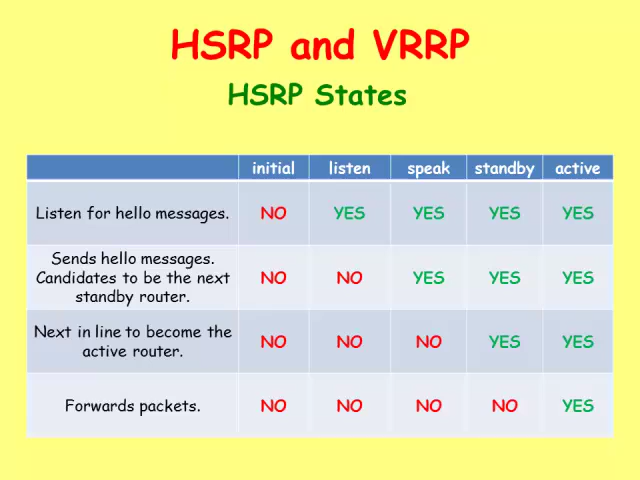 HSRP and VRRP
HSRP States
initial listen speak standby active
Listen for hello messages. NO YES YES YES YES
Sends hello messages.
Candidates to be the next
standby router. NO NO YES YES YES
Next in line to become the
active router. NO NO NO YES YES
Forwards packets. NO NO NO NO YES